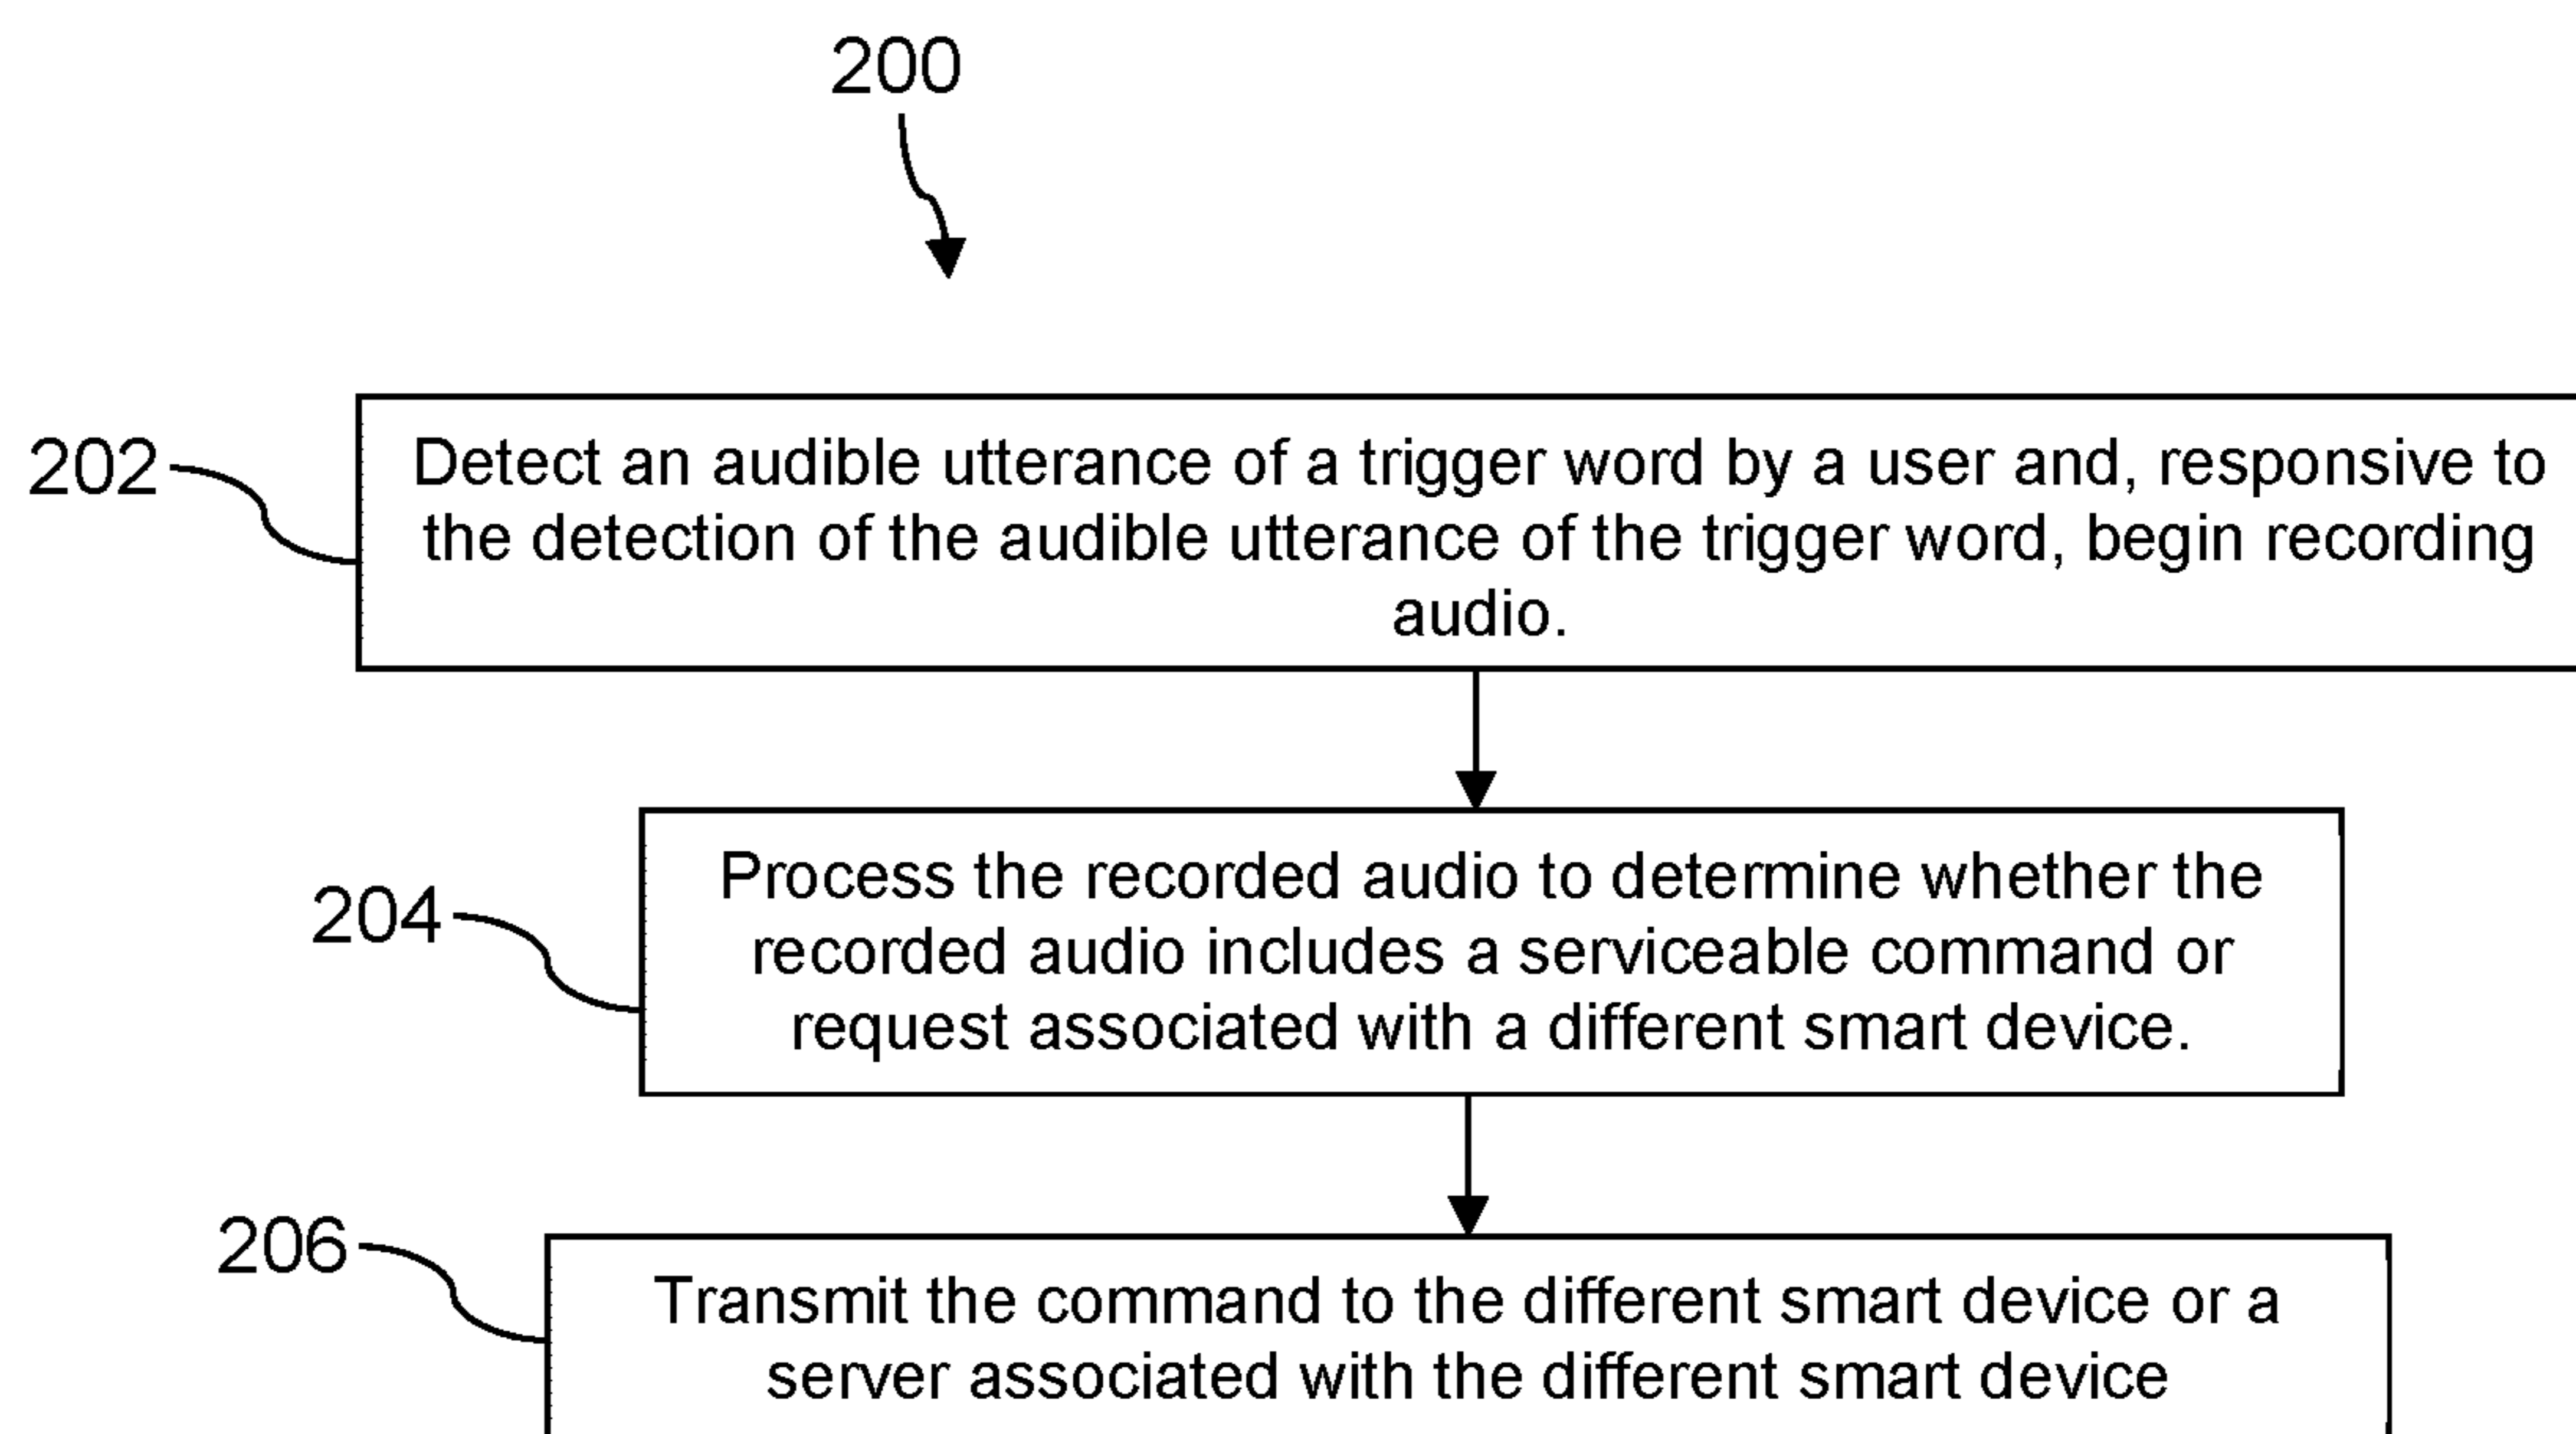 200
202
Detect an audible utterance of a trigger word by a user and, responsive to
the detection of the audible utterance of the trigger word, begin recording
audio.
204
Process the recorded audio to determine whether the
recorded audio includes a serviceable command or
request associated with a different smart device.
206
Transmit the command to the different smart device or a
server associated with the different smart device